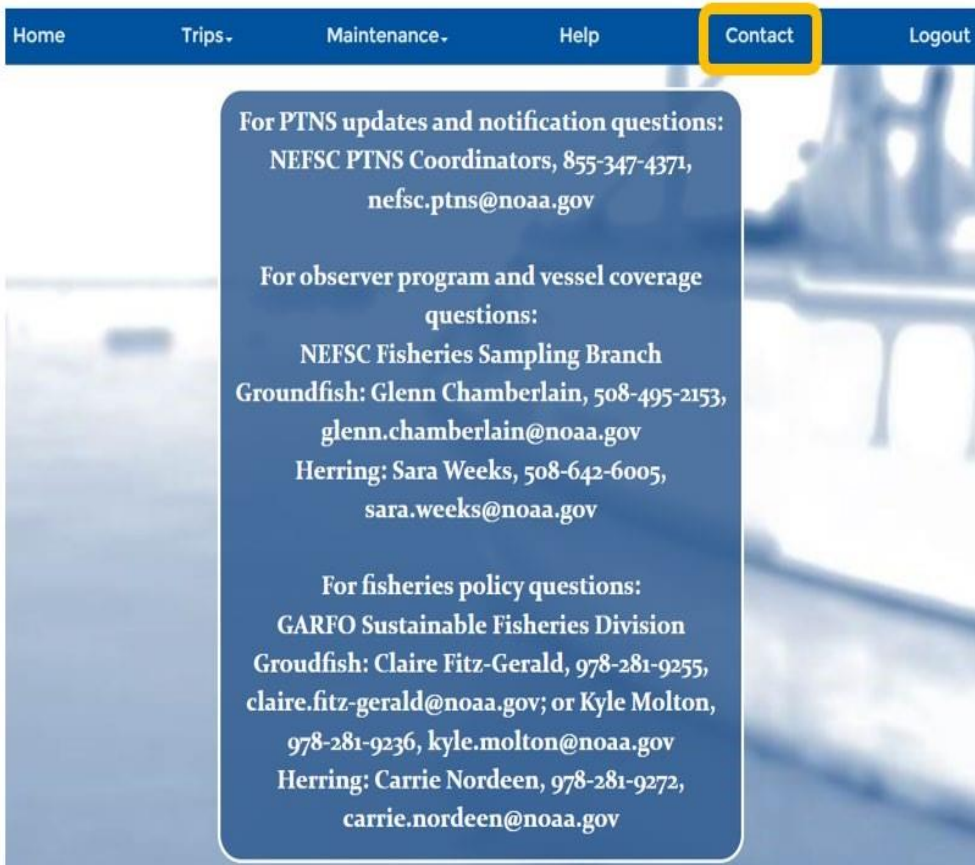 Home Trips Maintenance Help Contact Logout
For PTNS updates and notification questions:
NEFSC PTNS Coordinators, 855-347-4371,
nefsc.ptns@noaa.gov
For observer program and vessel coverage
questions:
NEFSC Fisheries Sampling Branch
Groundfish: Glenn Chamberlain, 508-495-2153,
glenn.chamberlain@noaa.gov
Herring: Sara Weeks, 508-642-6005,
sara.weeks@noaa.gov
For fisheries policy questions:
GARFO Sustainable Fisheries Division
Groudfish: Claire Fitz-Gerald, 978-281-9255,
claire.fitz-gerald@noaa.gov; or Kyle Molton,
978-281-9236, kyle.molton@noaa.gov
Herring: Carrie Nordeen, 978-281-9272,
carrie.nordeen@noaa.gov